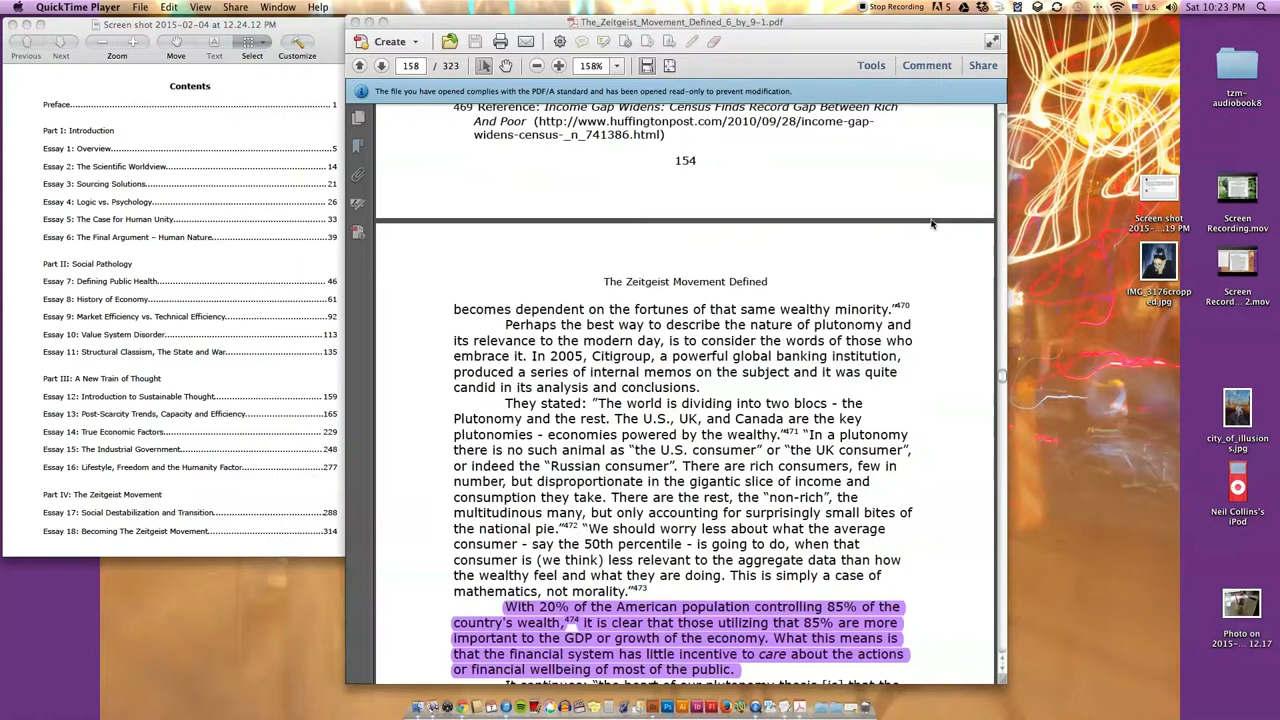 QuickTime Player File Edit View Share Window Help
Stop Recording
U.S. Sat 10:23 PM
Screen shot 2015-02-04 at 12.24.12 PM
Previous Next Zoom Move Text Select Customize
Contents
Preface 1
Part I: Introduction
Essay 1: Overview 5
Essay 2: The Scientific Worldview 14
Essay 3: Sourcing Solutions 21
Essay 4: Logic vs. Psychology 26
Essay 5: The Case for Human Unity 33
Essay 6: The Final Argument – Human Nature 39
Part II: Social Pathology
Essay 7: Defining Public Health 46
Essay 8: History of Economy 61
Essay 9: Market Efficiency vs. Technical Efficiency 92
Essay 10: Value System Disorder 113
Essay 11: Structural Classism, The State and War 135
Part III: A New Train of Thought
Essay 12: Introduction to Sustainable Thought 159
Essay 13: Post-Scarcity Trends, Capacity and Efficiency 165
Essay 14: True Economic Factors 229
Essay 15: The Industrial Government 248
Essay 16: Lifestyle, Freedom and the Humanity Factor 277
Part IV: The Zeitgeist Movement
Essay 17: Social Destabilization and Transition 288
Essay 18: Becoming The Zeitgeist Movement 314
The_Zeitgeist_Movement_Defined_6_by_9-1.pdf
Create
158 / 323
158%
Tools Comment Share
The file you have opened complies with the PDF/A standard and has been opened read-only to prevent modification.
469 Reference: Income Gap Widens: Census Finds Record Gap Between Rich
And Poor (http://www.huffingtonpost.com/2010/09/28/income-gap-
widens-census-_n_741386.html)
154
The Zeitgeist Movement Defined
becomes dependent on the fortunes of that same wealthy minority."470
Perhaps the best way to describe the nature of plutonomy and
its relevance to the modern day, is to consider the words of those who
embrace it. In 2005, Citigroup, a powerful global banking institution,
produced a series of internal memos on the subject and it was quite
candid in its analysis and conclusions.
They stated: "The world is dividing into two blocs - the
Plutonomy and the rest. The U.S., UK, and Canada are the key
plutonomies - economies powered by the wealthy."471 "In a plutonomy
there is no such animal as "the U.S. consumer" or "the UK consumer",
or indeed the "Russian consumer". There are rich consumers, few in
number, but disproportionate in the gigantic slice of income and
consumption they take. There are the rest, the "non-rich", the
multitudinous many, but only accounting for surprisingly small bites of
the national pie."472 "We should worry less about what the average
consumer - say the 50th percentile - is going to do, when that
consumer is (we think) less relevant to the aggregate data than how
the wealthy feel and what they are doing. This is simply a case of
mathematics, not morality."473
With 20% of the American population controlling 85% of the
country's wealth,474 it is clear that those utilizing that 85% are more
important to the GDP or growth of the economy. What this means is
that the financial system has little incentive to care about the actions
or financial wellbeing of most of the public.
It continues: "the heart of our plutonomy thesis [is] that the
tzm-
audiobook8
Screen shot
2015-...19 PM
Screen
Recording.mov
IMG_3176cropp
ed.jpg
Screen
Record... 2.mov
city_of_illusion
s.jpg
Neil Collins's
iPod
Photo on
2015-... 12.17